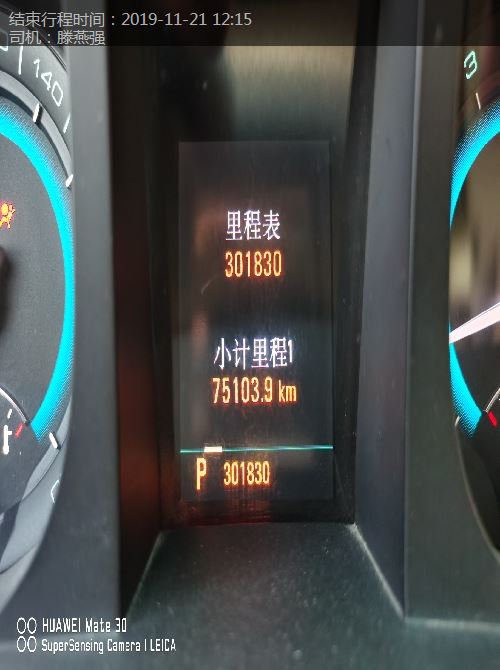 结束行程时间：2019-11-21 12:15
司机：滕燕强
140
3
里程表
301830
小计里程1
75103.9 km
P 301830
HUAWEI Mate 30
SuperSensing Camera | LEICA